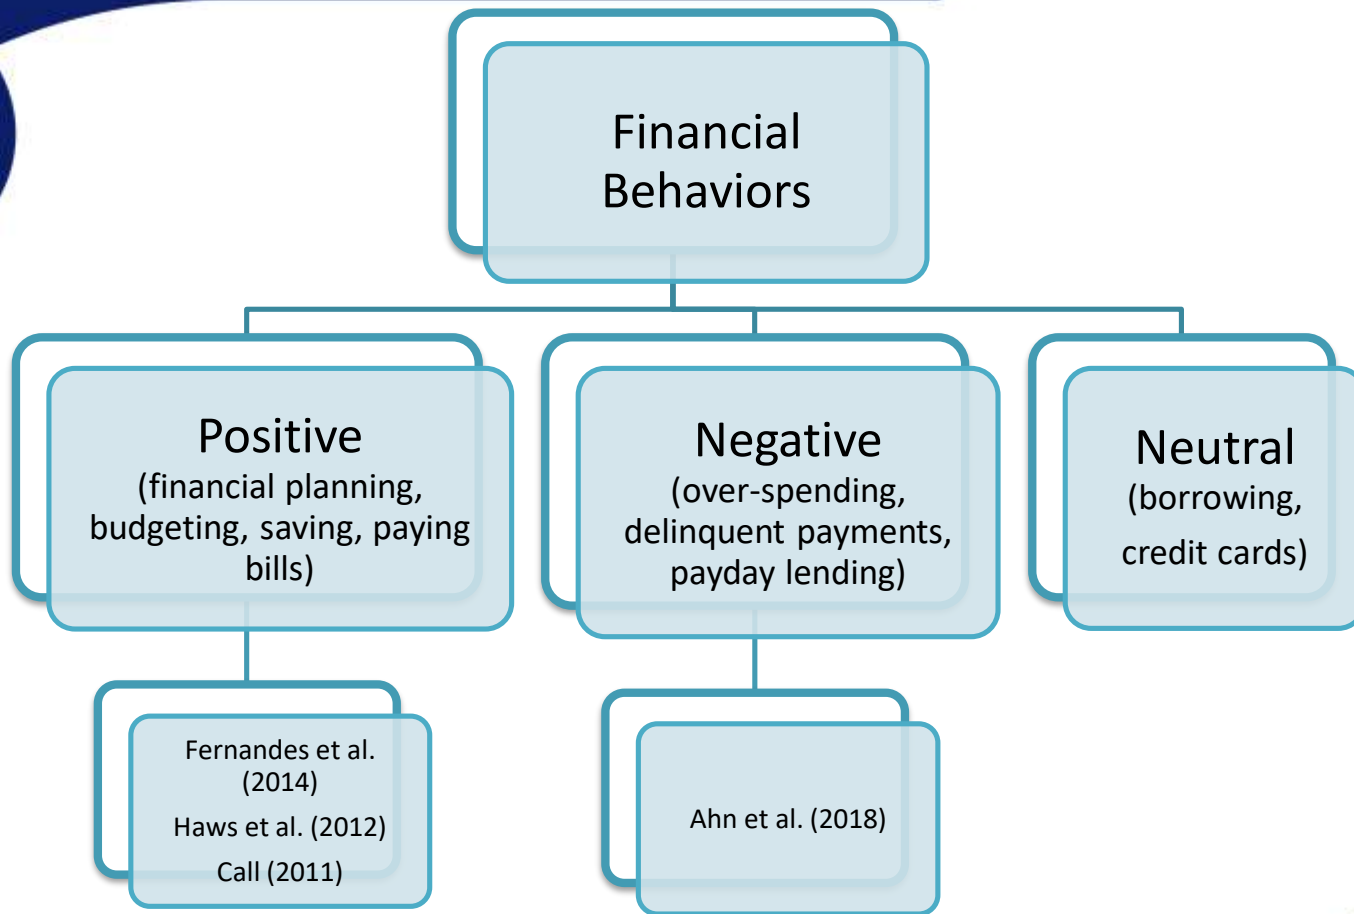 Financial
Behaviors
Positive
(financial planning,
budgeting, saving, paying
bills)
Negative
(over-spending,
delinquent payments,
payday lending)
Neutral
(borrowing,
credit cards)
Fernandes et al.
(2014)
Haws et al. (2012)
Call (2011)
Ahn et al. (2018)